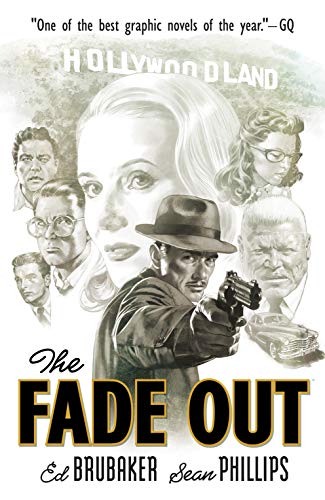 "One of the best graphic novels of the year."—GQ
HOLLYWOODLAND
The
FADE OUT
Ed BRUBAKER Sean PHILLIPS